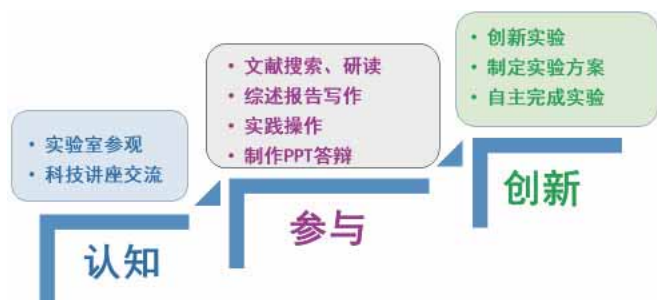 • 实验室参观
• 科技讲座交流
认知
• 文献搜索、研读
• 综述报告写作
• 实践操作
• 制作PPT答辩
参与
• 创新实验
• 制定实验方案
• 自主完成实验
创新